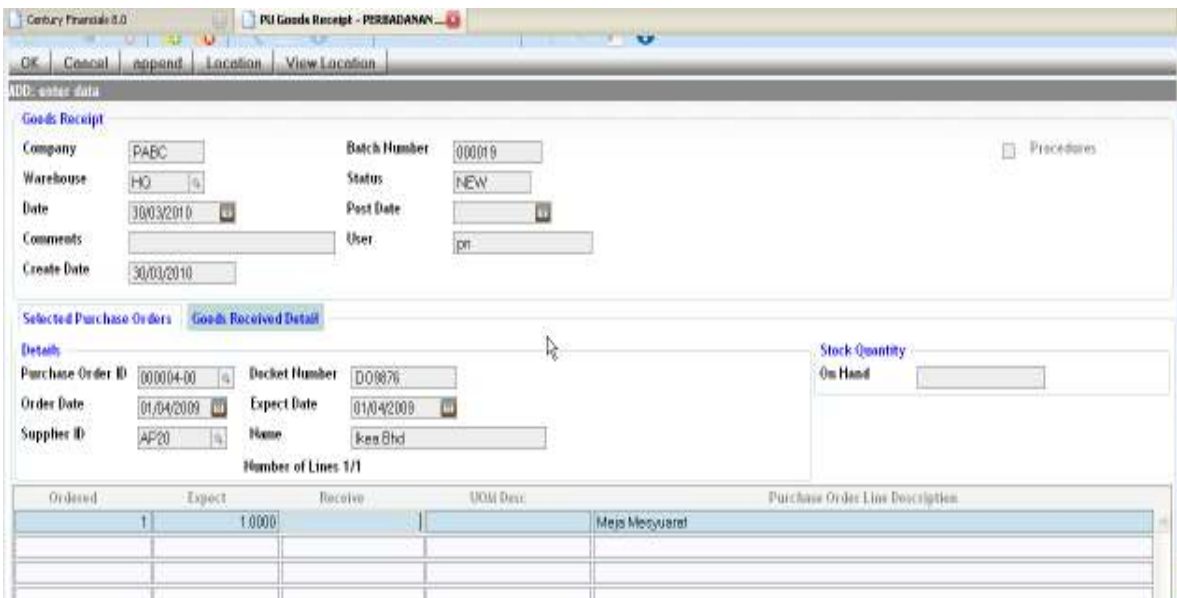 Century Financials 8.0 PU Goods Receipt - PERBADANAN ...
OK Cancel append Location View Location
ADD: enter data
Goods Receipt
Company PABC Batch Number 000019 Procedures
Warehouse HO Status NEW
Date 30/03/2010 Post Date
Comments User pn
Create Date 30/03/2010
Selected Purchase Orders Goods Received Detail
Details Stock Quantity
Purchase Order ID 000004-00 Docket Number DO9876 On Hand
Order Date 01/04/2009 Expect Date 01/04/2009
Supplier ID AP20 Name Ikea Bhd
Number of Lines 1/1
Ordered Expect Receive UOM Desc Purchase Order Line Description
1 1.0000 Meja Mesyuarat